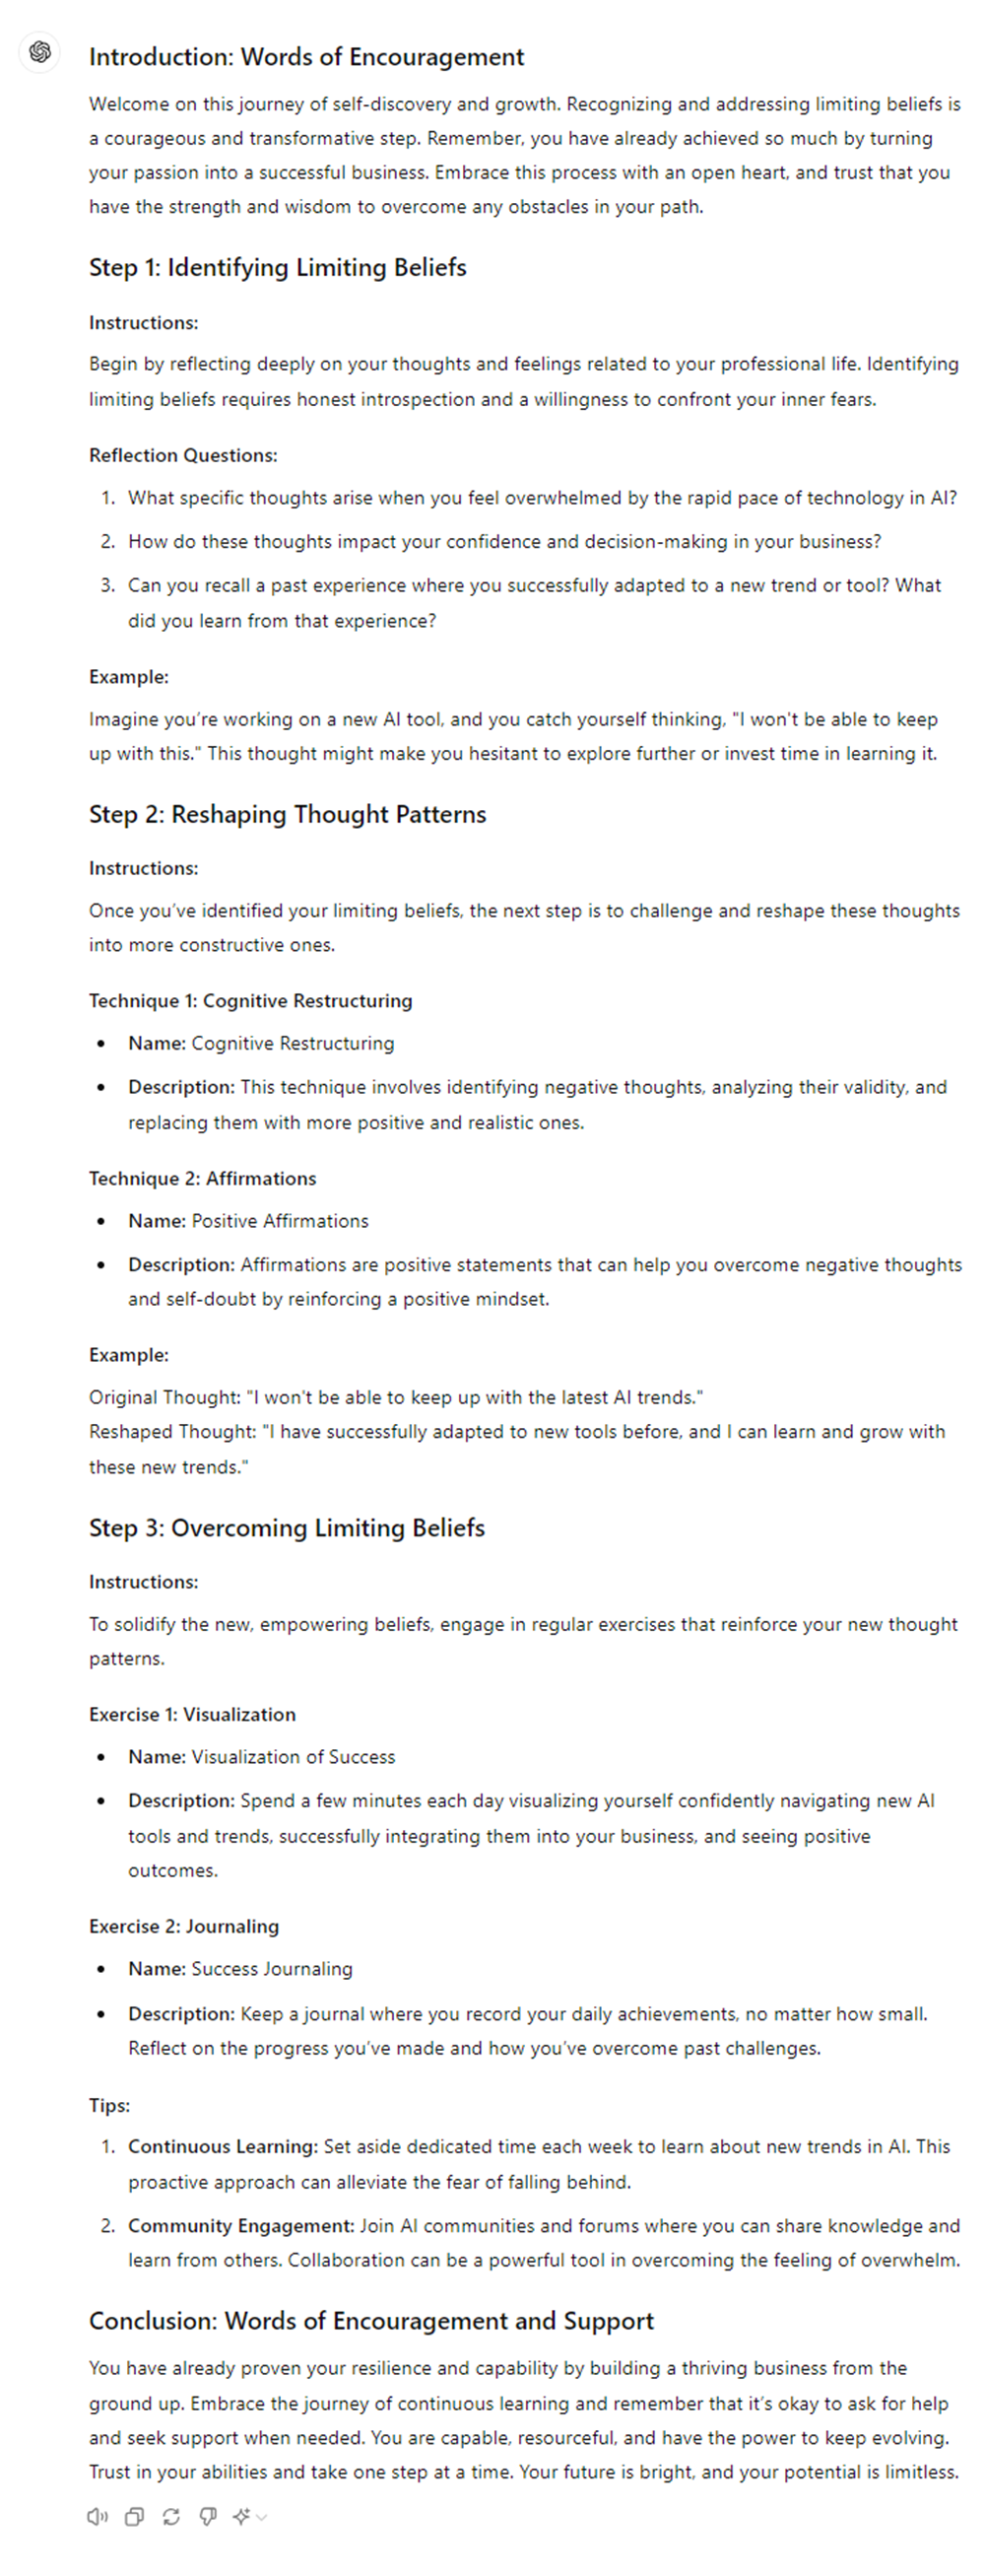 Introduction: Words of Encouragement
Welcome on this journey of self-discovery and growth. Recognizing and addressing limiting beliefs is
a courageous and transformative step. Remember, you have already achieved so much by turning
your passion into a successful business. Embrace this process with an open heart, and trust that you
have the strength and wisdom to overcome any obstacles in your path.
Step 1: Identifying Limiting Beliefs
Instructions:
Begin by reflecting deeply on your thoughts and feelings related to your professional life. Identifying
limiting beliefs requires honest introspection and a willingness to confront your inner fears.
Reflection Questions:
1. What specific thoughts arise when you feel overwhelmed by the rapid pace of technology in AI?
2. How do these thoughts impact your confidence and decision-making in your business?
3. Can you recall a past experience where you successfully adapted to a new trend or tool? What
did you learn from that experience?
Example:
Imagine you're working on a new AI tool, and you catch yourself thinking, "I won't be able to keep
up with this." This thought might make you hesitant to explore further or invest time in learning it.
Step 2: Reshaping Thought Patterns
Instructions:
Once you've identified your limiting beliefs, the next step is to challenge and reshape these thoughts
into more constructive ones.
Technique 1: Cognitive Restructuring
• Name: Cognitive Restructuring
• Description: This technique involves identifying negative thoughts, analyzing their validity, and
replacing them with more positive and realistic ones.
Technique 2: Affirmations
• Name: Positive Affirmations
• Description: Affirmations are positive statements that can help you overcome negative thoughts
and self-doubt by reinforcing a positive mindset.
Example:
Original Thought: "I won't be able to keep up with the latest AI trends."
Reshaped Thought: "I have successfully adapted to new tools before, and I can learn and grow with
these new trends."
Step 3: Overcoming Limiting Beliefs
Instructions:
To solidify the new, empowering beliefs, engage in regular exercises that reinforce your new thought
patterns.
Exercise 1: Visualization
• Name: Visualization of Success
• Description: Spend a few minutes each day visualizing yourself confidently navigating new AI
tools and trends, successfully integrating them into your business, and seeing positive
outcomes.
Exercise 2: Journaling
• Name: Success Journaling
• Description: Keep a journal where you record your daily achievements, no matter how small.
Reflect on the progress you've made and how you've overcome past challenges.
Tips:
1. Continuous Learning: Set aside dedicated time each week to learn about new trends in AI. This
proactive approach can alleviate the fear of falling behind.
2. Community Engagement: Join AI communities and forums where you can share knowledge and
learn from others. Collaboration can be a powerful tool in overcoming the feeling of overwhelm.
Conclusion: Words of Encouragement and Support
You have already proven your resilience and capability by building a thriving business from the
ground up. Embrace the journey of continuous learning and remember that it's okay to ask for help
and seek support when needed. You are capable, resourceful, and have the power to keep evolving.
Trust in your abilities and take one step at a time. Your future is bright, and your potential is limitless.